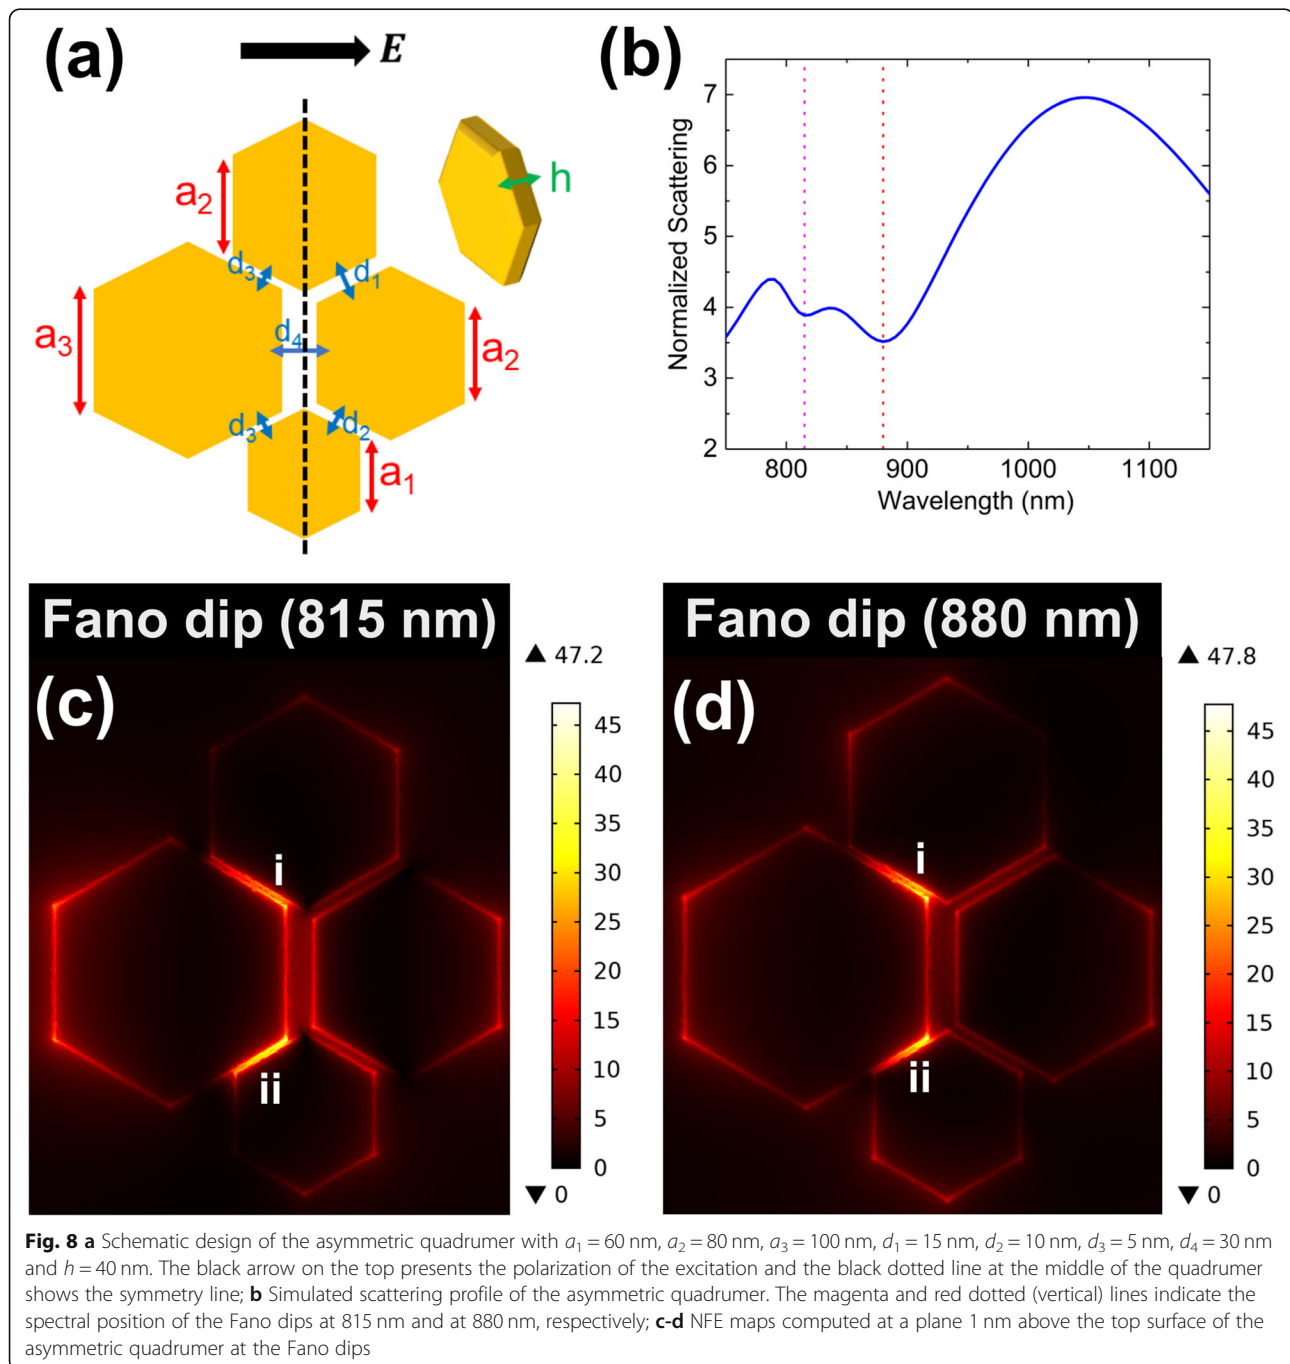 (a)
E
a2
h
d3
d1
a3
d4
a2
d3
d2
a1
(b)
Normalized Scattering
7
6
5
4
3
2
800 900 1000 1100
Wavelength (nm)
Fano dip (815 nm)
(c)
i
ii
▲ 47.2
45
40
35
30
25
20
15
10
5
0
▼ 0
Fano dip (880 nm)
(d)
i
ii
▲ 47.8
45
40
35
30
25
20
15
10
5
0
▼ 0
Fig. 8 a Schematic design of the asymmetric quadrumer with a1 = 60 nm, a2 = 80 nm, a3 = 100 nm, d1 = 15 nm, d2 = 10 nm, d3 = 5 nm, d4 = 30 nm
and h = 40 nm. The black arrow on the top presents the polarization of the excitation and the black dotted line at the middle of the quadrumer
shows the symmetry line; b Simulated scattering profile of the asymmetric quadrumer. The magenta and red dotted (vertical) lines indicate the
spectral position of the Fano dips at 815 nm and at 880 nm, respectively; c-d NFE maps computed at a plane 1 nm above the top surface of the
asymmetric quadrumer at the Fano dips